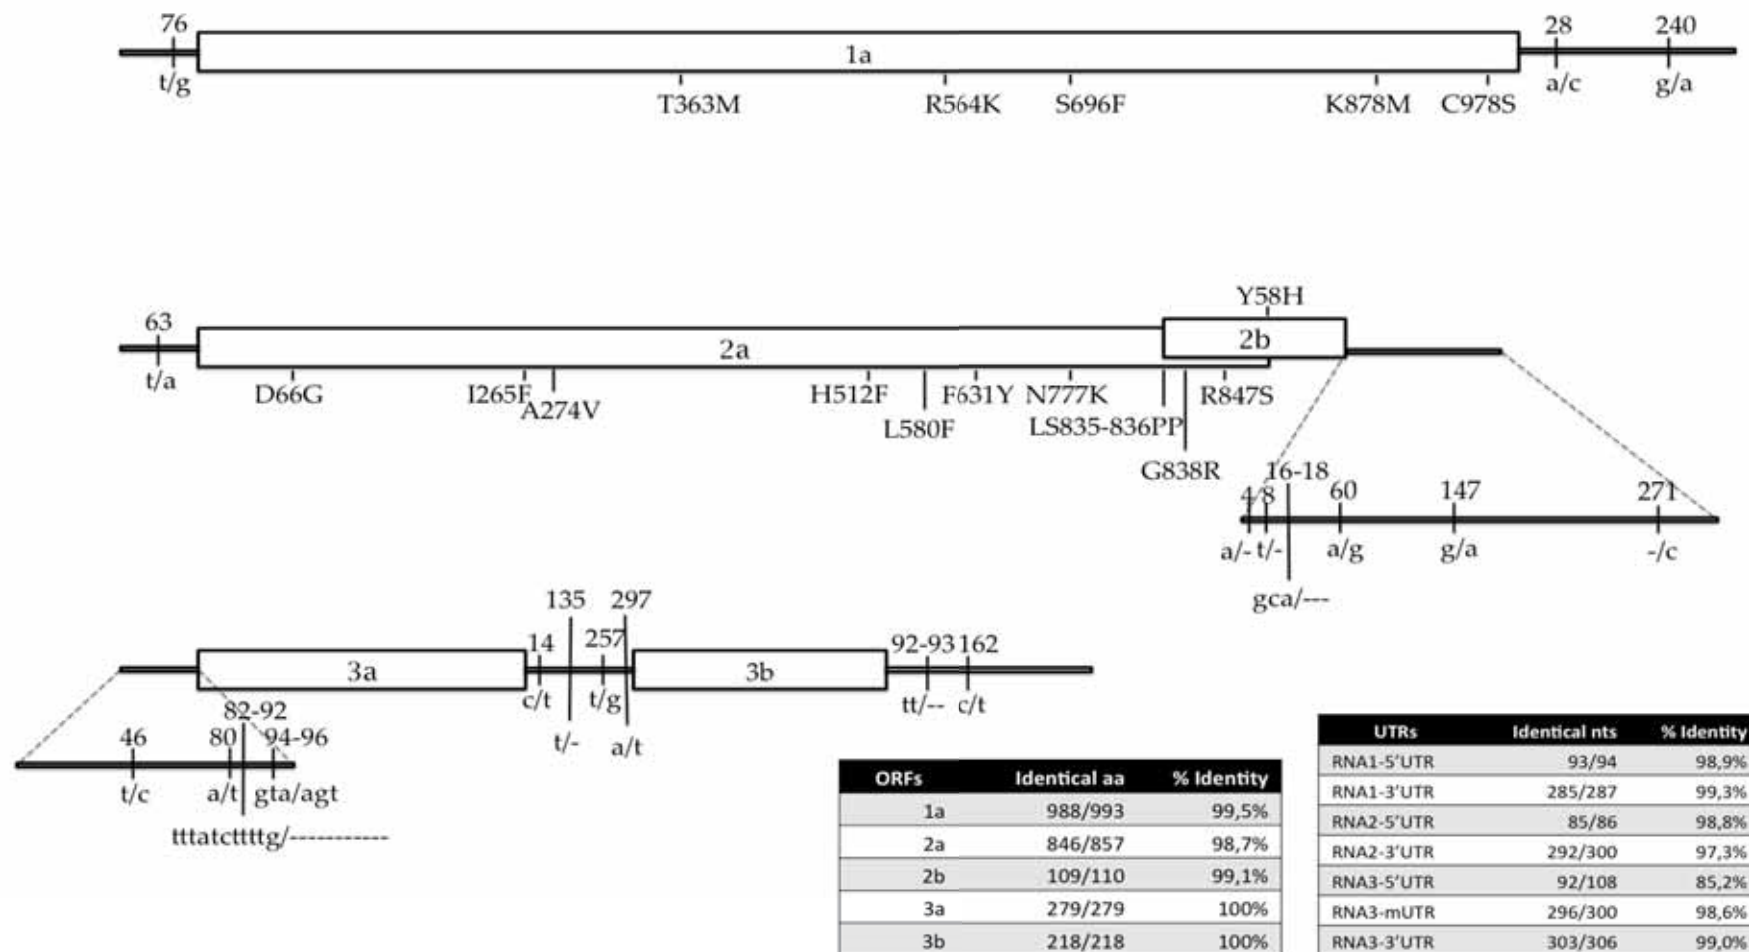 76 28 240
1a
t/g a/c g/a
T363M R564K S696F K878M C978S
Y58H
63
2b
2a
t/a
D66G I265F A274V H512F L580F F631Y N777K LS835-836PP G838R R847S
16-18
4/8 60 147 271
a/- t/- a/g g/a -/c
gca/---
135 297
14 257 92-93 162
3a 3b
c/t t/g tt/-- c/t
t/- a/t
82-92
46 80 94-96
t/c a/t gta/agt
tttatcttttg/-----------
ORFs Identical aa % Identity
1a 988/993 99,5%
2a 846/857 98,7%
2b 109/110 99,1%
3a 279/279 100%
3b 218/218 100%
UTRs Identical nts % Identity
RNA1-5'UTR 93/94 98,9%
RNA1-3'UTR 285/287 99,3%
RNA2-5'UTR 85/86 98,8%
RNA2-3'UTR 292/300 97,3%
RNA3-5'UTR 92/108 85,2%
RNA3-mUTR 296/300 98,6%
RNA3-3'UTR 303/306 99,0%